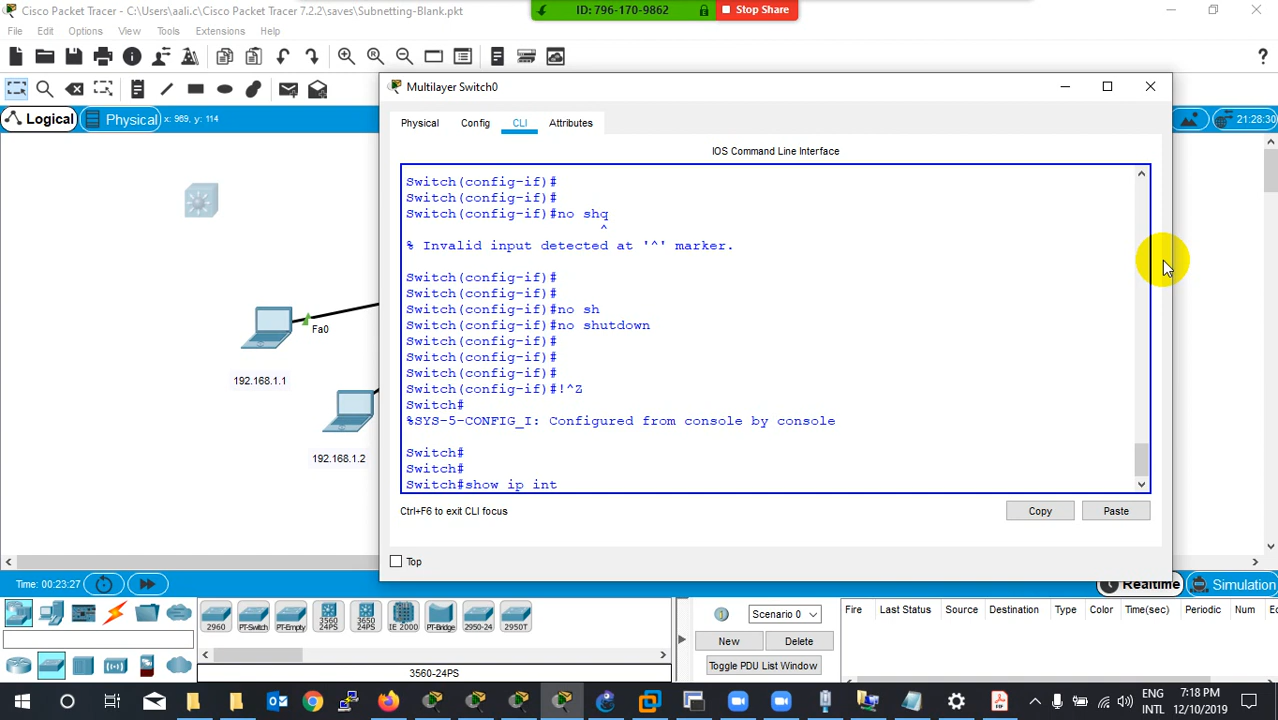 Cisco Packet Tracer - C:\Users\aali.c\Cisco Packet Tracer 7.2.2\saves\Subnetting-Blank.pkt
ID: 796-170-9862
Stop Share
File Edit Options View Tools Extensions Help
Logical
Physical
x: 969, y: 114
21:28:30
Multilayer Switch0
Physical
Config
CLI
Attributes
IOS Command Line Interface
Switch(config-if)#
Switch(config-if)#
Switch(config-if)#no shq
^
% Invalid input detected at '^' marker.
Switch(config-if)#
Switch(config-if)#
Switch(config-if)#no sh
Switch(config-if)#no shutdown
Switch(config-if)#
Switch(config-if)#
Switch(config-if)#
Switch(config-if)#!^Z
Switch#
%SYS-5-CONFIG_I: Configured from console by console
Switch#
Switch#
Switch#show ip int
Ctrl+F6 to exit CLI focus
Copy
Paste
Top
Fa0
192.168.1.1
192.168.1.2
Time: 00:23:27
Realtime
Simulation
2960
PT-Switch
PT-Empty
3560 24PS
3650 24PS
IE 2000
PT-Bridge
2950-24
2950T
3560-24PS
Scenario 0
New
Delete
Toggle PDU List Window
Fire Last Status Source Destination Type Color Time(sec) Periodic Num
ENG
INTL
7:18 PM
12/10/2019